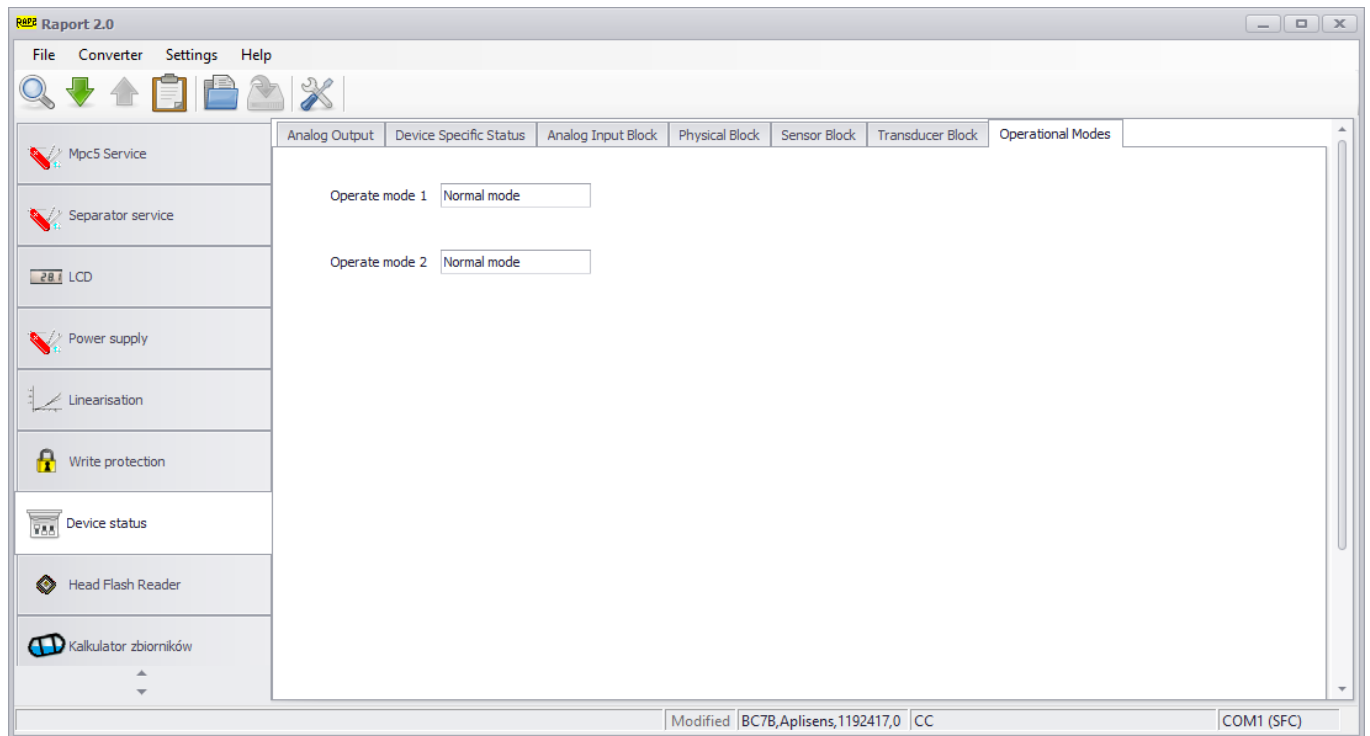 RAP2 Raport 2.0
File Converter Settings Help
Analog Output Device Specific Status Analog Input Block Physical Block Sensor Block Transducer Block Operational Modes
Mpc5 Service
Operate mode 1 Normal mode
Separator service
Operate mode 2 Normal mode
28.1 LCD
Power supply
Linearisation
Write protection
Device status
Head Flash Reader
Kalkulator zbiorników
Modified BC7B,Aplisens,1192417,0 CC COM1 (SFC)